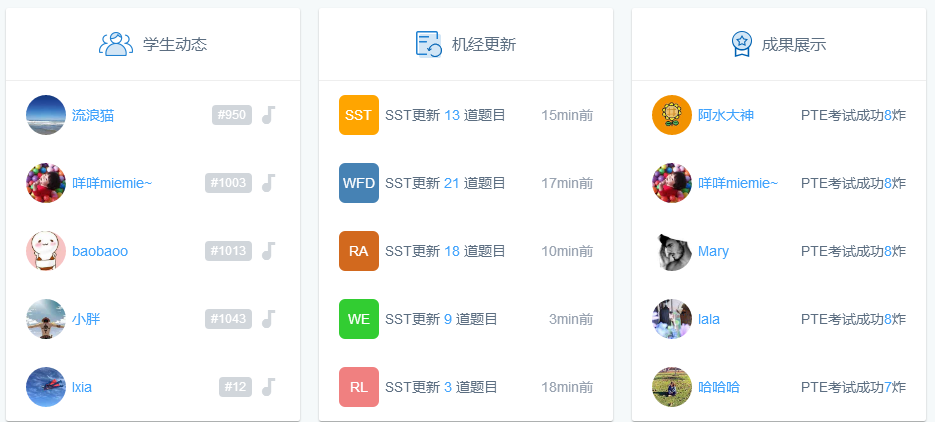 学生动态
流浪猫 #950
咩咩miemie~ #1003
baobaoo #1013
小胖 #1043
lxia #12
机经更新
SST SST更新 13 道题目 15min前
WFD SST更新 21 道题目 17min前
RA SST更新 18 道题目 10min前
WE SST更新 9 道题目 3min前
RL SST更新 3 道题目 18min前
成果展示
阿水大神 PTE考试成功8炸
咩咩miemie~ PTE考试成功8炸
Mary PTE考试成功8炸
lala PTE考试成功8炸
哈哈哈 PTE考试成功7炸